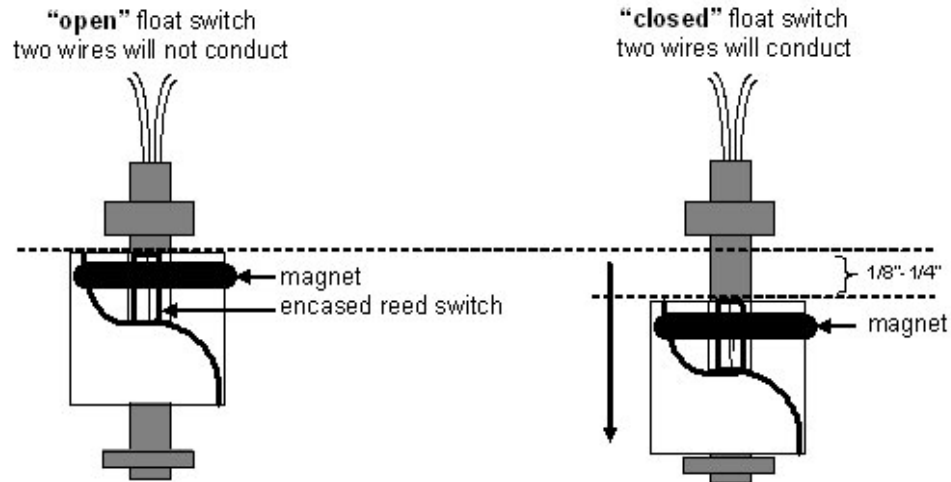 "open" float switch
two wires will not conduct
"closed" float switch
two wires will conduct
magnet
encased reed switch
1/8"-1/4"
magnet